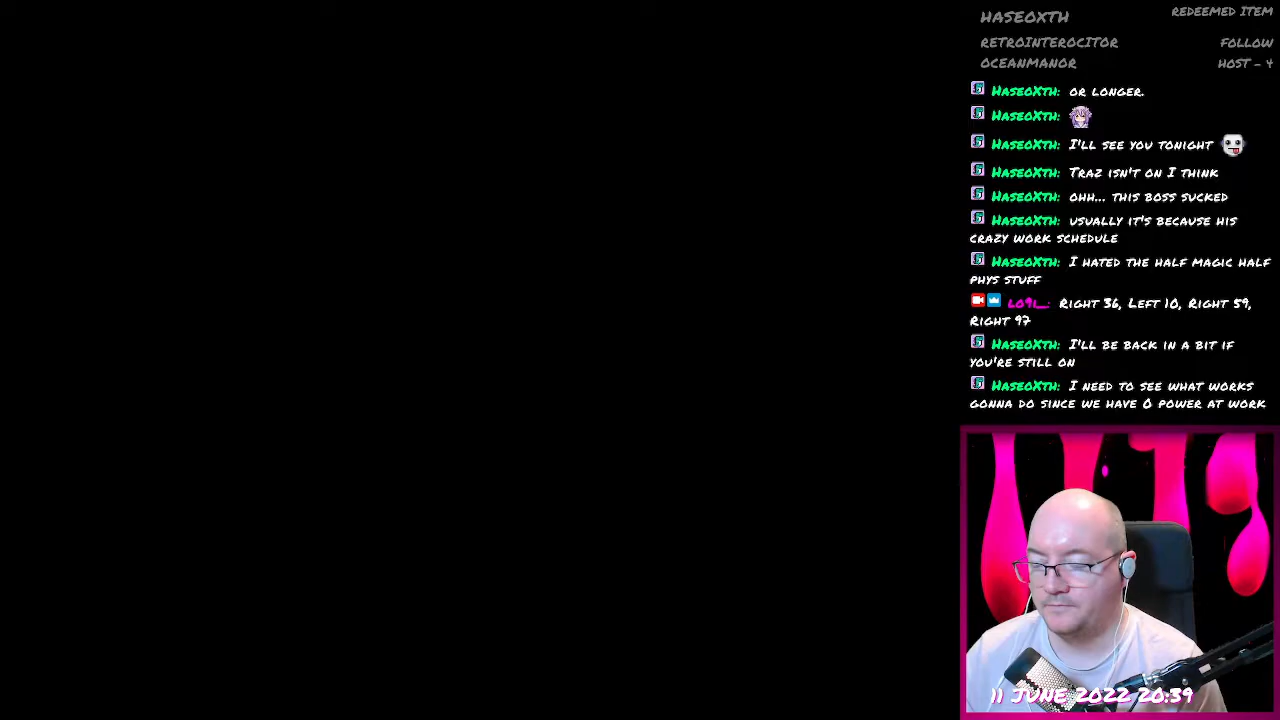 HASEOXTH REDEEMED ITEM
RETROINTEROCITOR FOLLOW
OCEANMANOR HOST - 4
HASEOXTH: OR LONGER.
HASEOXTH:
HASEOXTH: I'LL SEE YOU TONIGHT
HASEOXTH: TRAZ ISN'T ON I THINK
HASEOXTH: OHH... THIS BOSS SUCKED
HASEOXTH: USUALLY IT'S BECAUSE HIS
CRAZY WORK SCHEDULE
HASEOXTH: I HATED THE HALF MAGIC HALF
PHYS STUFF
LO9I_: RIGHT 36, LEFT 10, RIGHT 59,
RIGHT 97
HASEOXTH: I'LL BE BACK IN A BIT IF
YOU'RE STILL ON
HASEOXTH: I NEED TO SEE WHAT WORKS
GONNA DO SINCE WE HAVE 0 POWER AT WORK
11 JUNE 2022 20:39